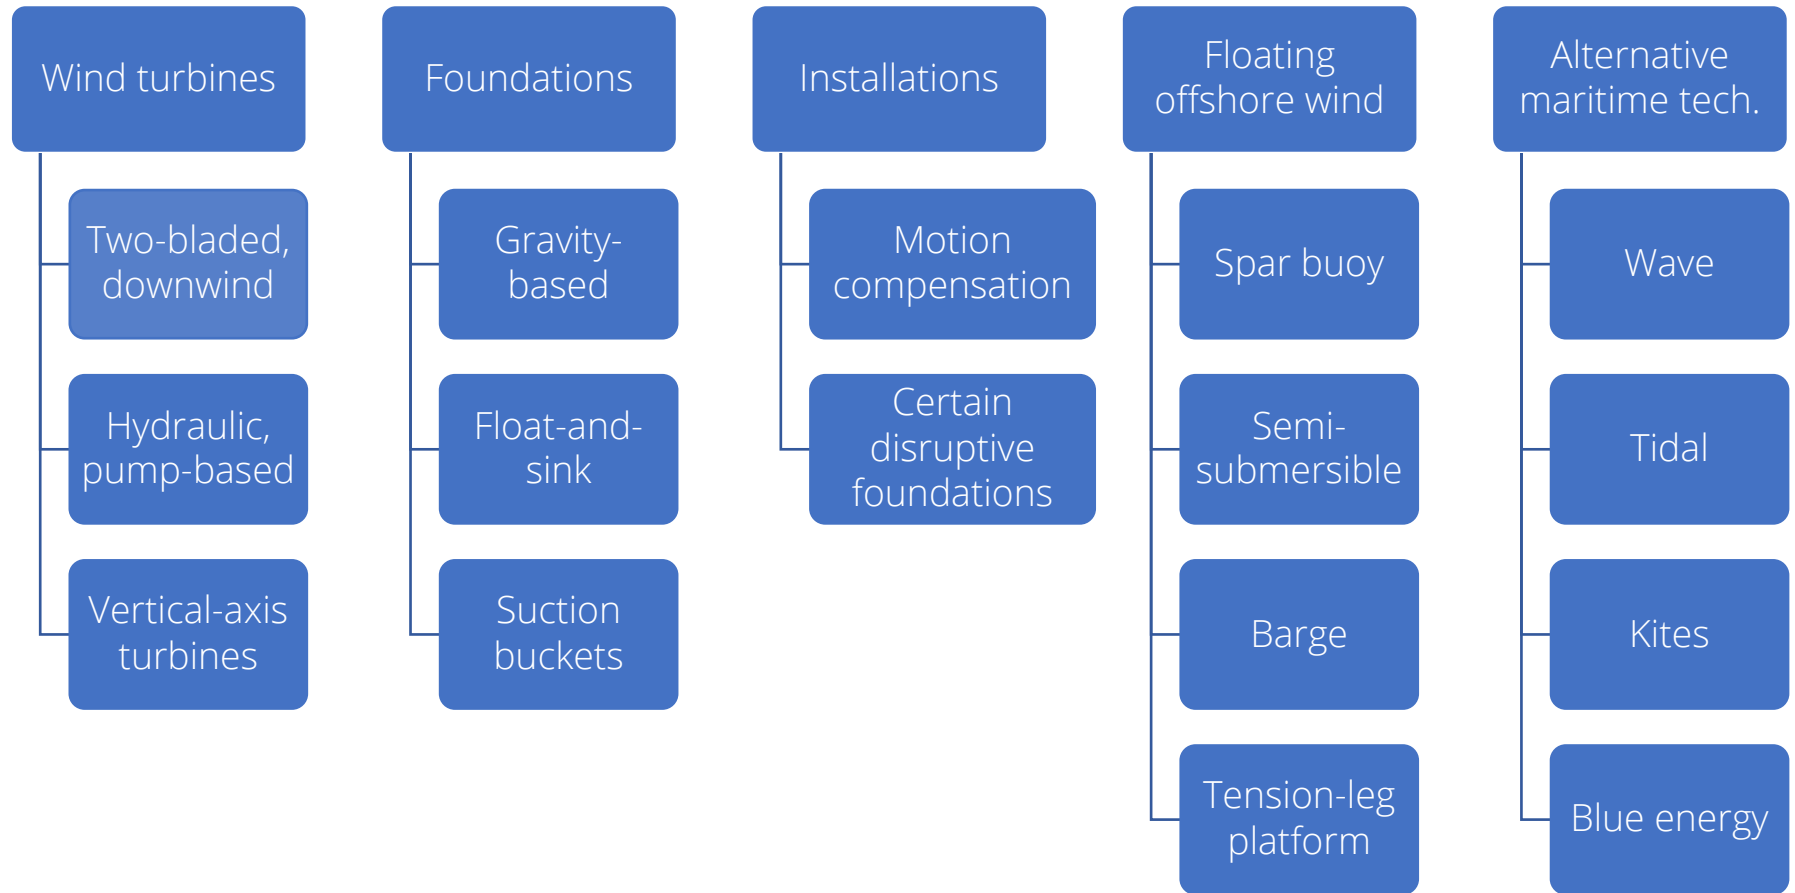 Wind turbines
Two-bladed,
downwind
Hydraulic,
pump-based
Vertical-axis
turbines
Foundations
Gravity-
based
Float-and-
sink
Suction
buckets
Installations
Motion
compensation
Certain
disruptive
foundations
Floating
offshore wind
Spar buoy
Semi-
submersible
Barge
Tension-leg
platform
Alternative
maritime tech.
Wave
Tidal
Kites
Blue energy